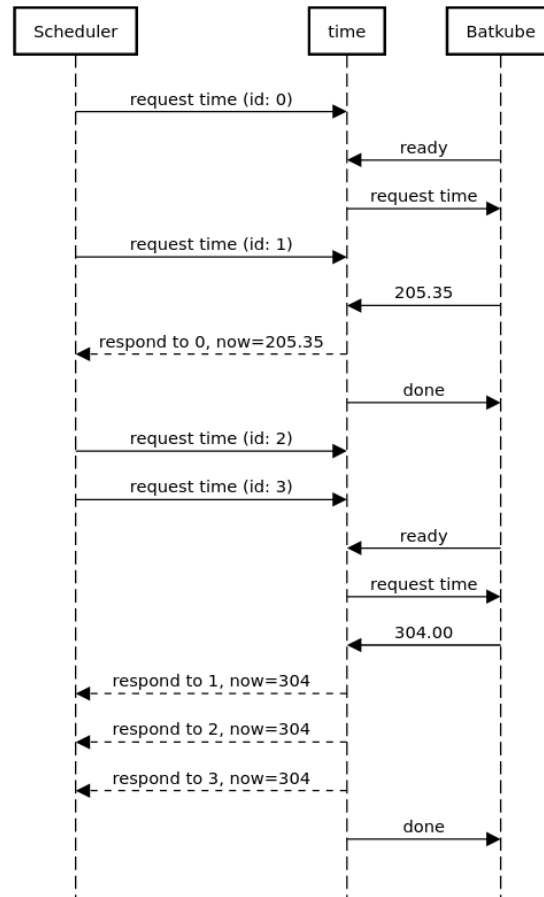 Scheduler
time
Batkube
request time (id: 0)
ready
request time
request time (id: 1)
205.35
respond to 0, now=205.35
done
request time (id: 2)
request time (id: 3)
ready
request time
304.00
respond to 1, now=304
respond to 2, now=304
respond to 3, now=304
done